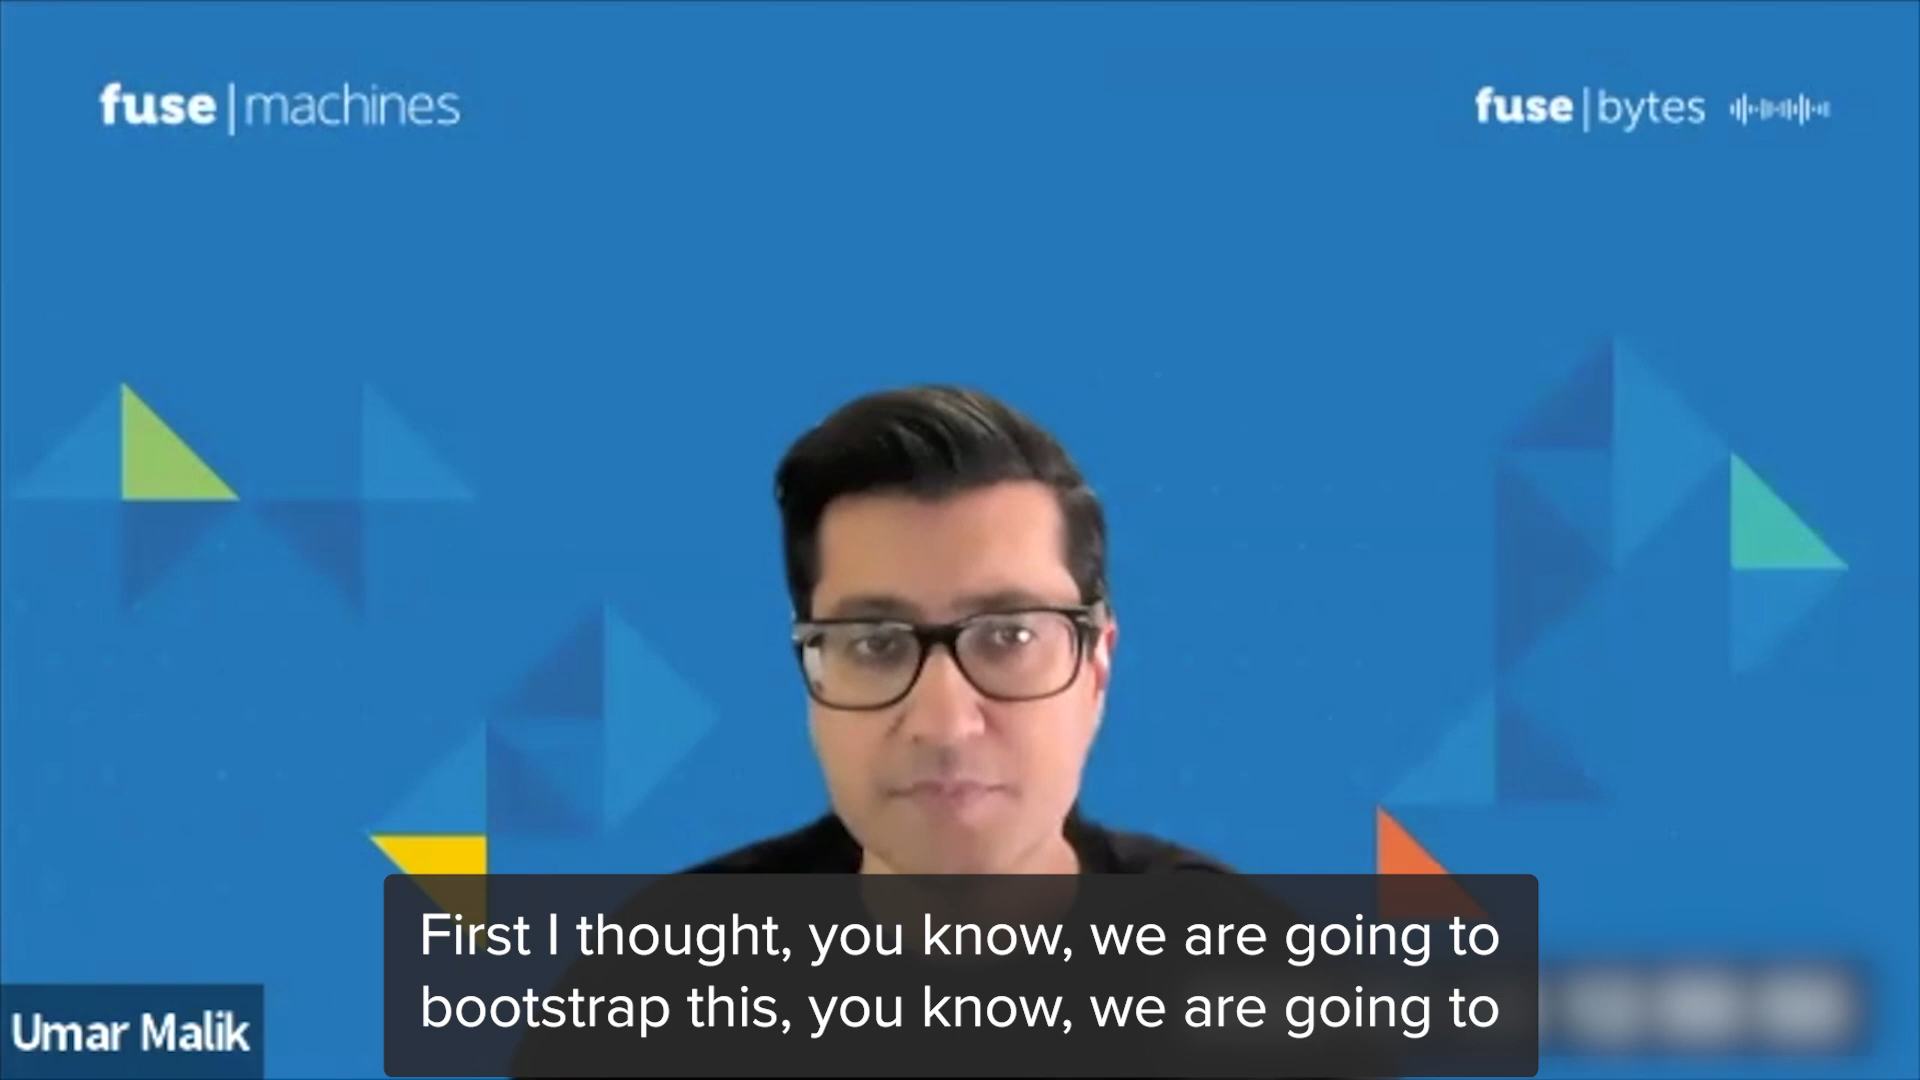 fuse|machines
fuse|bytes
First I thought, you know, we are going to
bootstrap this, you know, we are going to
Umar Malik